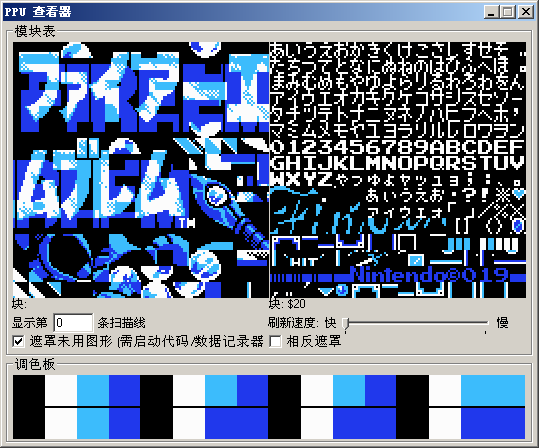 PPU 查看器
模块表
あいうえおかきくけこさしすせそ
たちつてとなにぬねのはひふへほ
まみむめもやゆよらりるれろわをん
アイウエオカキクケコサシスセソ
タチツテトナニヌネノハヒフヘホ
マミムメモヤユヨラリルレロワヲン
0123456789ABCDEF
GHIJKLMNOPQRSTUV
WXYZ
ぁぃぅぇぉ
TM
HIT
Nintendo©019
块:
块: $20
显示第 0 条扫描线
刷新速度: 快 慢
遮罩未用图形 (需启动代码/数据记录器
相反遮罩
调色板